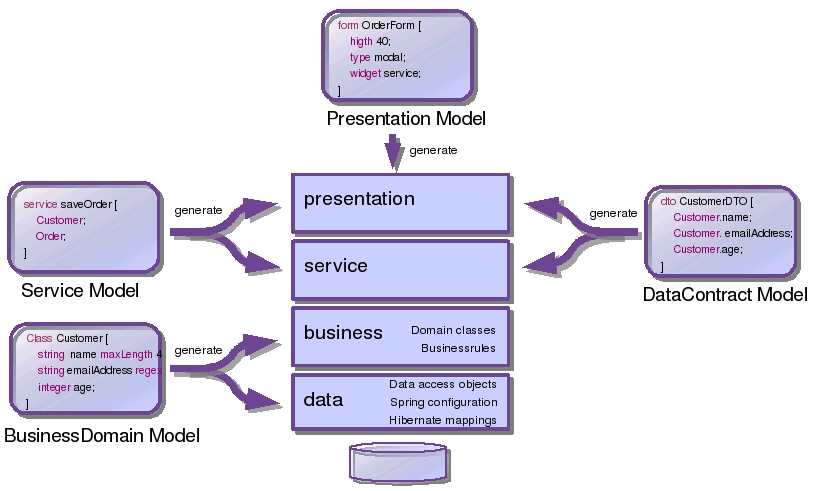 form OrderForm [
higth 40;
type modal;
widget service;
]
Presentation Model
generate
service saveOrder [
Customer;
Order;
]
Service Model
generate
Class Customer [
string name maxLength 4
string emailAddress regex
integer age;
]
BusinessDomain Model
generate
presentation
service
business
Domain classes
Businessrules
data
Data access objects
Spring configuration
Hibernate mappings
generate
dto CustomerDTO [
Customer.name;
Customer. emailAddress;
Customer.age;
]
DataContract Model